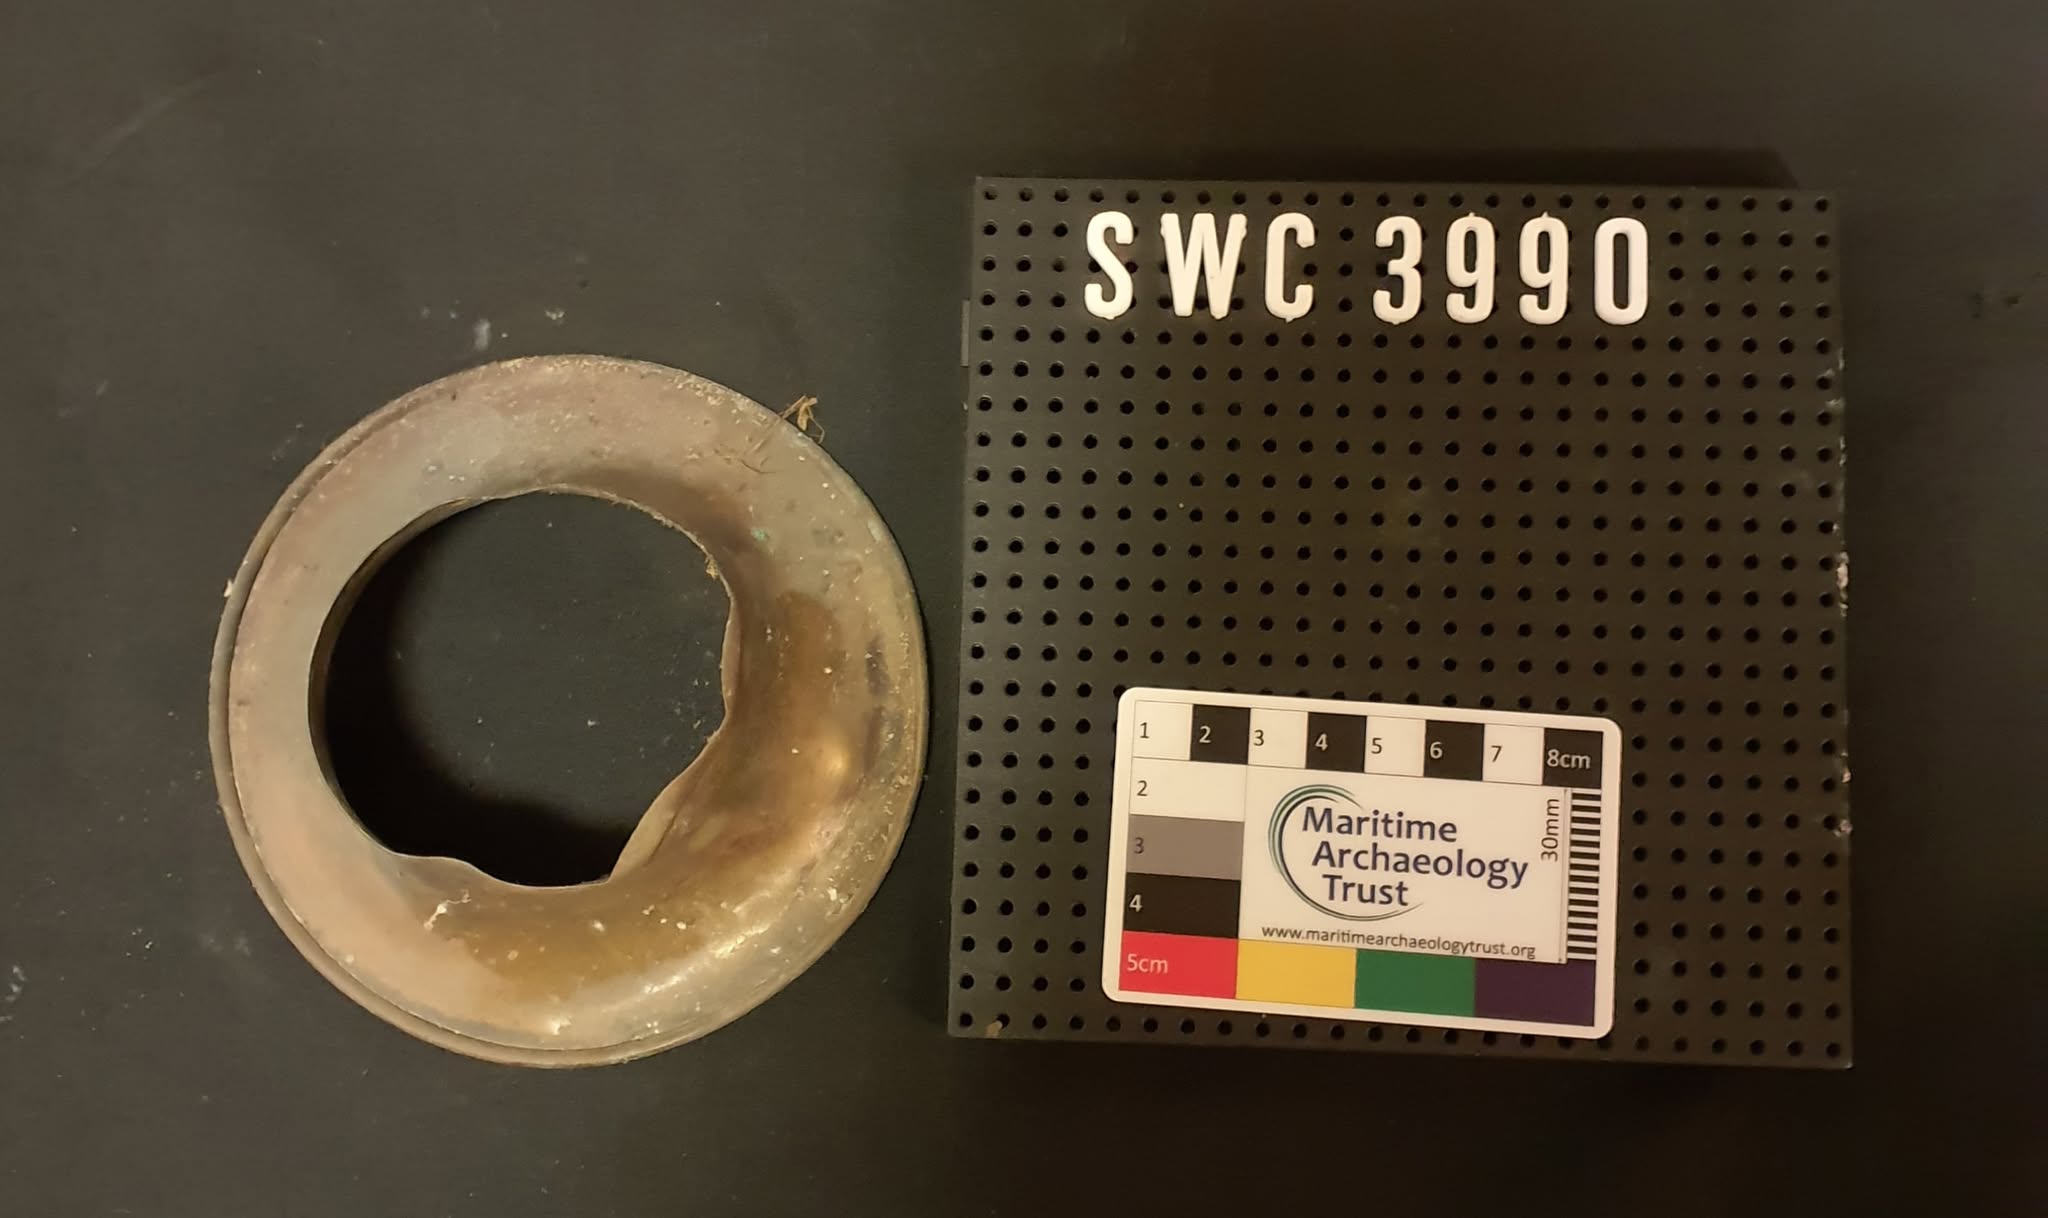 SWC 3990
1 2 3 4 5 6 7 8cm
2
3
4
5cm
30mm
Maritime
Archaeology
Trust
www.maritimearchaeologytrust.org